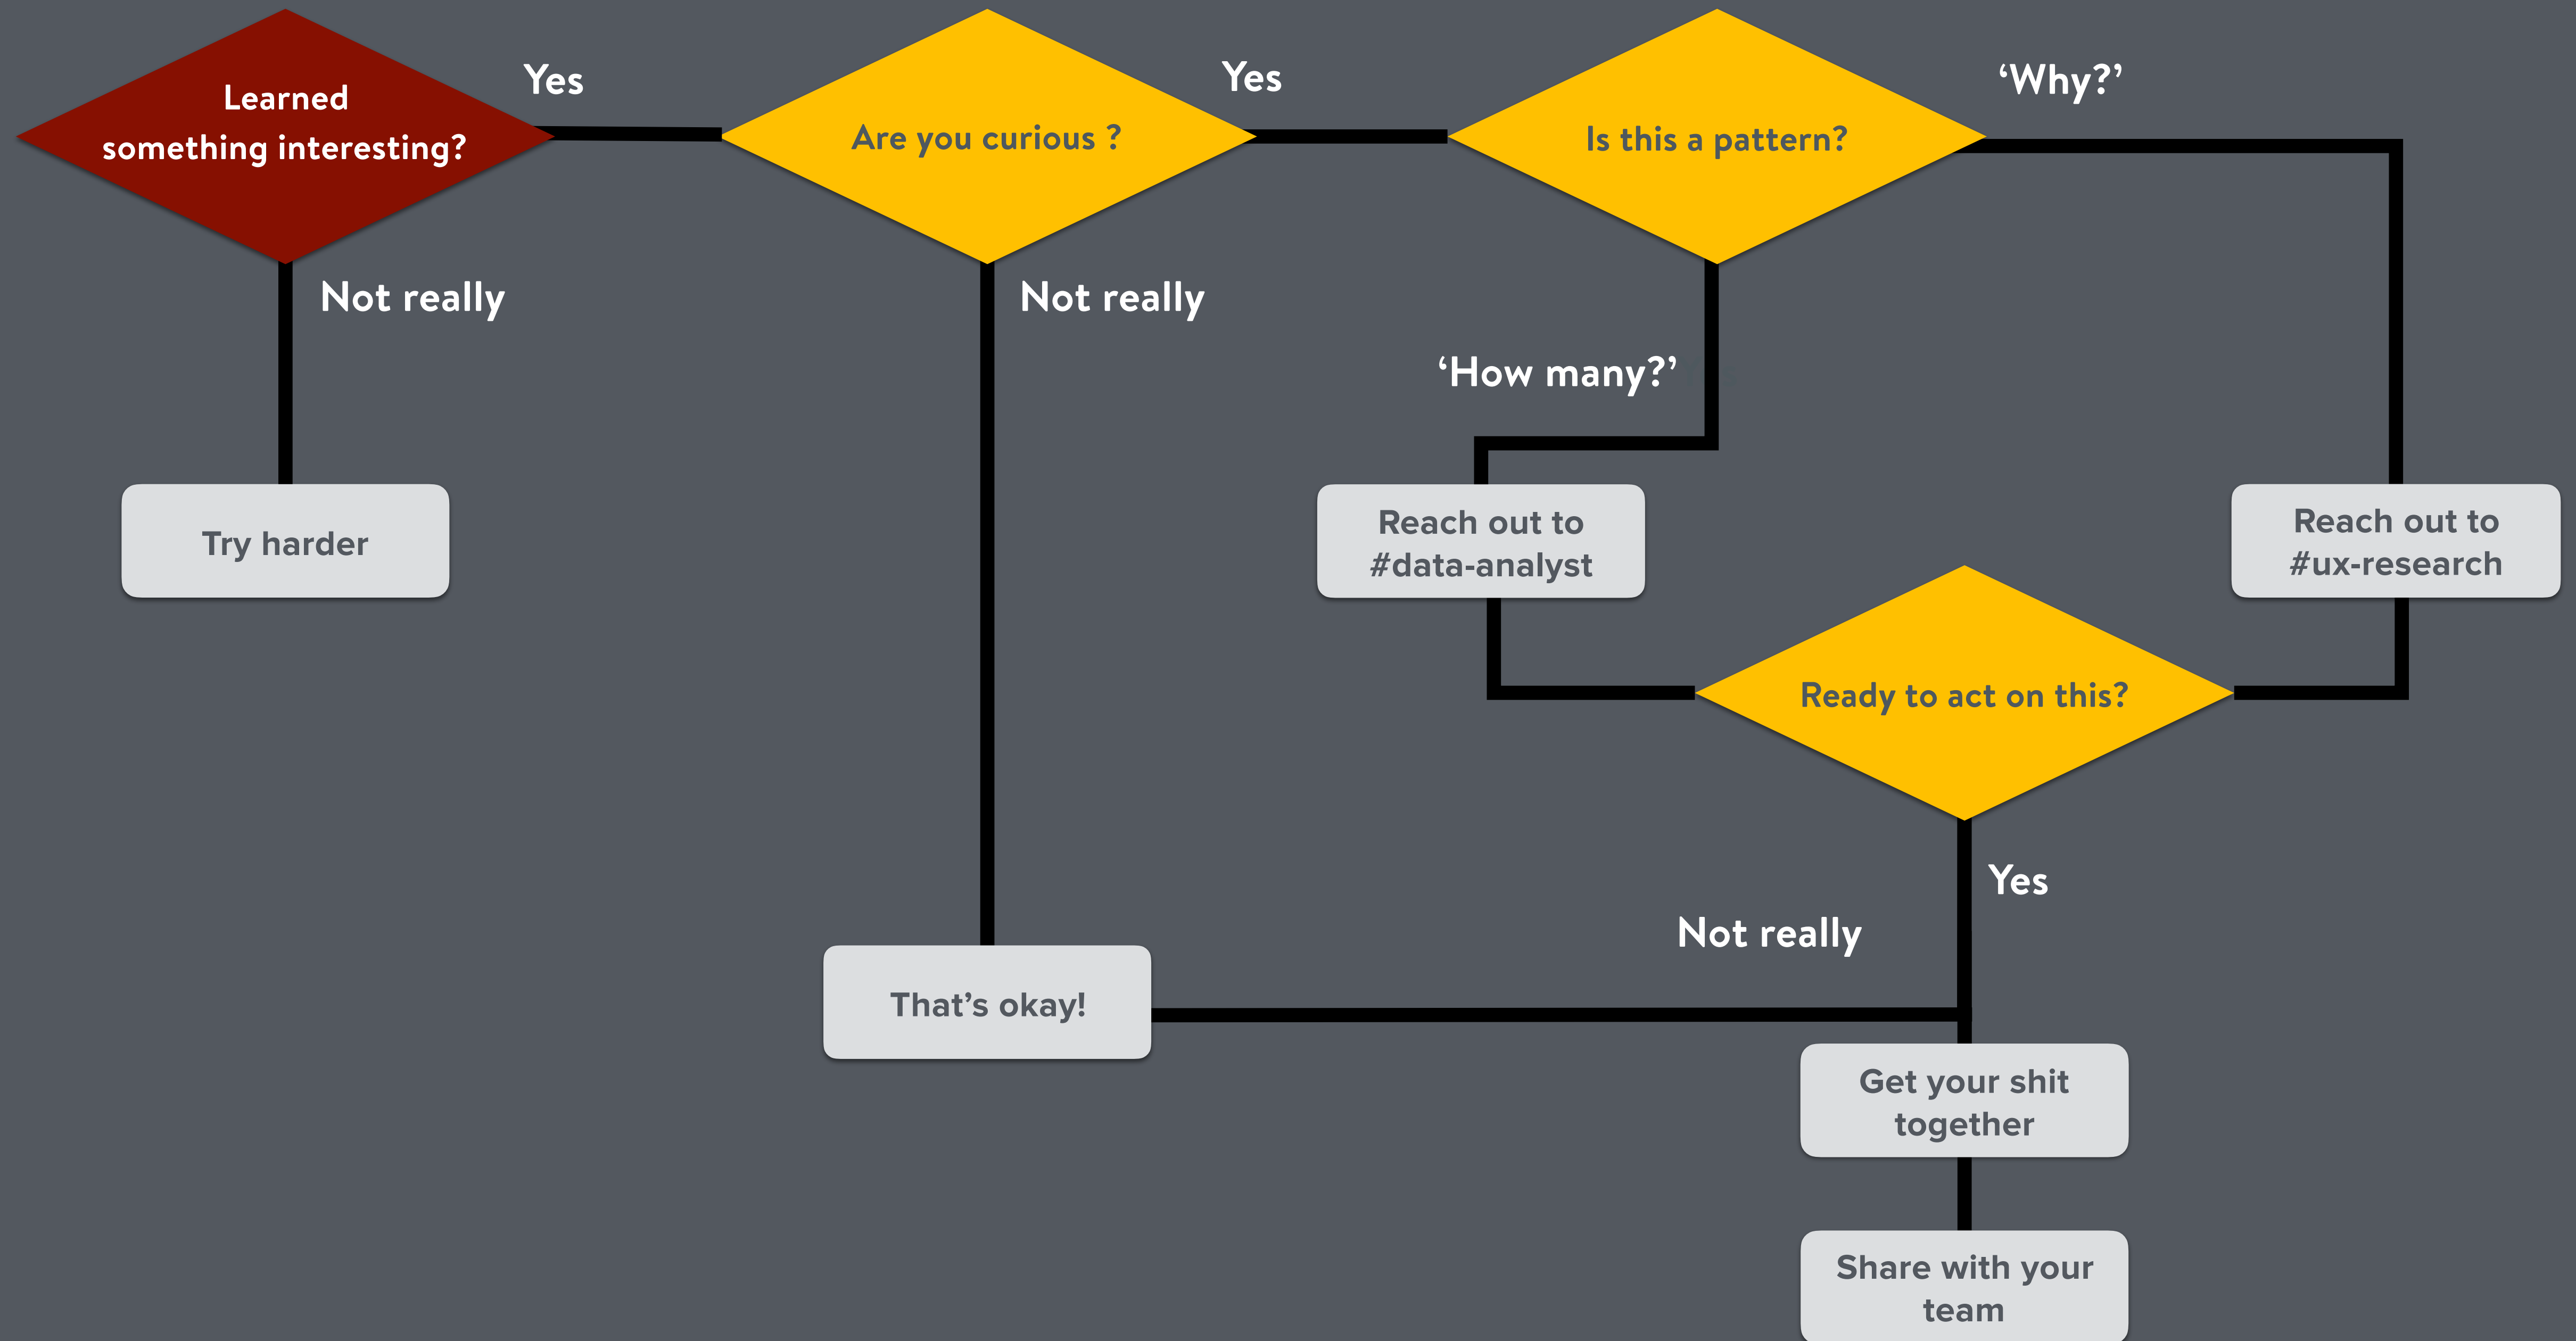 Learned
something interesting?
Yes
Are you curious ?
Yes
Is this a pattern?
‘Why?’
Not really
Not really
‘How many?’
Try harder
Reach out to
#data-analyst
Reach out to
#ux-research
Ready to act on this?
Yes
Not really
That’s okay!
Get your shit
together
Share with your
team